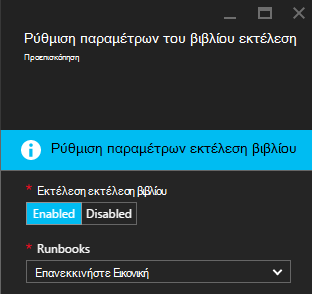 Ρύθμιση παραμέτρων του βιβλίου εκτέλεση
Προεπισκόπηση
Ρύθμιση παραμέτρων εκτέλεση βιβλίου
* Εκτέλεση εκτέλεση βιβλίου
Enabled Disabled
* Runbooks
Επανεκκινήστε Εικονική